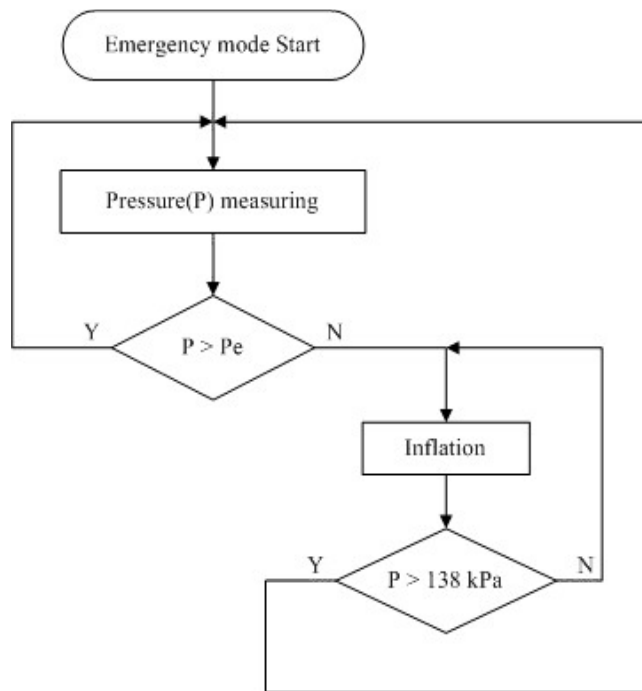 Emergency mode Start
Pressure(P) measuring
Y
N
P > Pe
Inflation
Y
N
P > 138 kPa